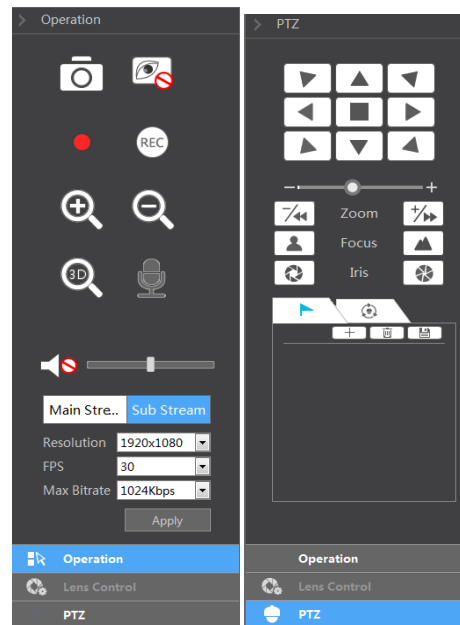 Operation
REC
3D
Main Stre.. Sub Stream
Resolution 1920x1080
FPS 30
Max Bitrate 1024Kbps
Apply
Operation
Lens Control
PTZ
PTZ
Zoom
Focus
Iris
Operation
Lens Control
PTZ